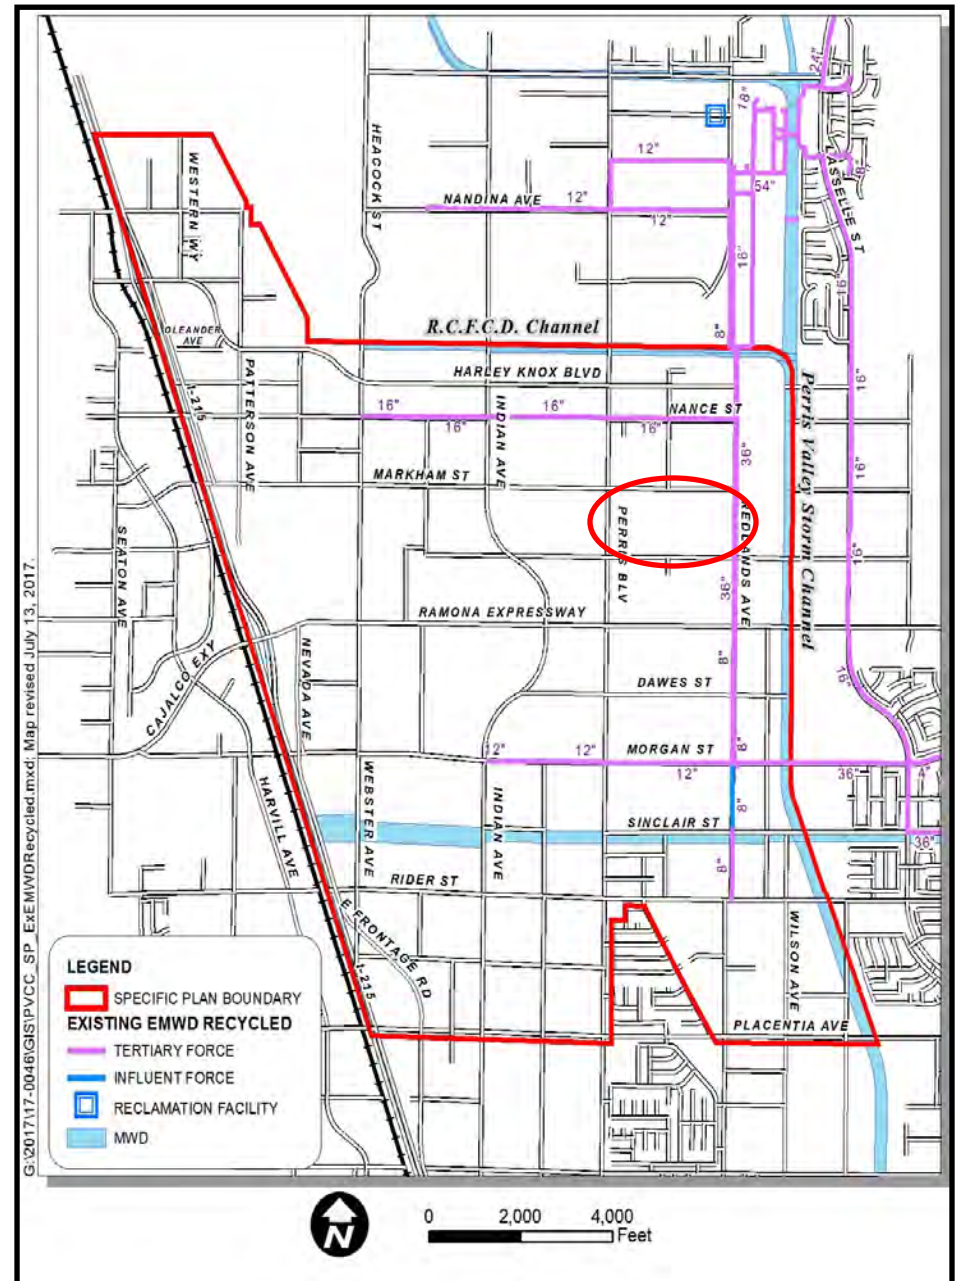 24"
18"
HEACOCK ST
12"
WESTERN WY
54"
8"
LASSELLE ST
NANDINA AVE
12"
12"
18"
16"
OLEANDER AVE
R.C.F.C.D. Channel
8"
HARLEY KNOX BLVD
I-215
PATTERSON AVE
16"
16"
INDIAN AVE
16"
16"
NANCE ST
Perris Valley Storm Channel
16"
36"
MARKHAM ST
16"
SEATON AVE
PERRIS BLV
REDLANDS AVE
16"
36"
RAMONA EXPRESSWAY
NEVADA AVE
CAJALCO EXY
8"
DAWES ST
16"
12"
12"
MORGAN ST
8"
12"
36"
4"
HARVILL AVE
WEBSTER AVE
INDIAN AVE
8"
SINCLAIR ST
36"
RIDER ST
8"
E FRONTAGE RD
WILSON AVE
I-215
PLACENTIA AVE
G:\2017\17-0046\GIS\PVCC_SP_ExEMWDRecycled.mxd; Map revised July 13, 2017.
LEGEND
SPECIFIC PLAN BOUNDARY
EXISTING EMWD RECYCLED
TERTIARY FORCE
INFLUENT FORCE
RECLAMATION FACILITY
MWD
N
0 2,000 4,000
Feet